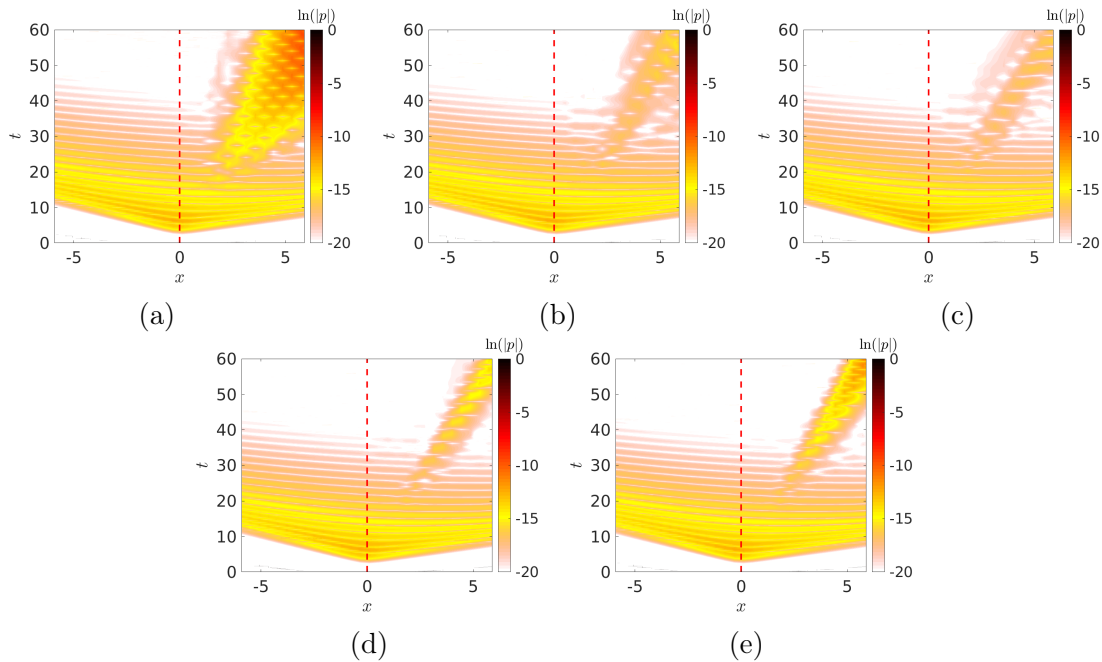 ln(|p|) ln(|p|) ln(|p|)
60 0 60 0 60 0
50 50 50
-5 -5 -5
40 40 40
t 30 -10 t 30 -10 t 30 -10
20 20 20
-15 -15 -15
10 10 10
0 -20 0 -20 0 -20
-5 0 5 -5 0 5 -5 0 5
x x x
(a) (b) (c)
ln(|p|) ln(|p|)
60 0 60 0
50 50
-5 -5
40 40
t 30 -10 t 30 -10
20 20
-15 -15
10 10
0 -20 0 -20
-5 0 5 -5 0 5
x x
(d) (e)